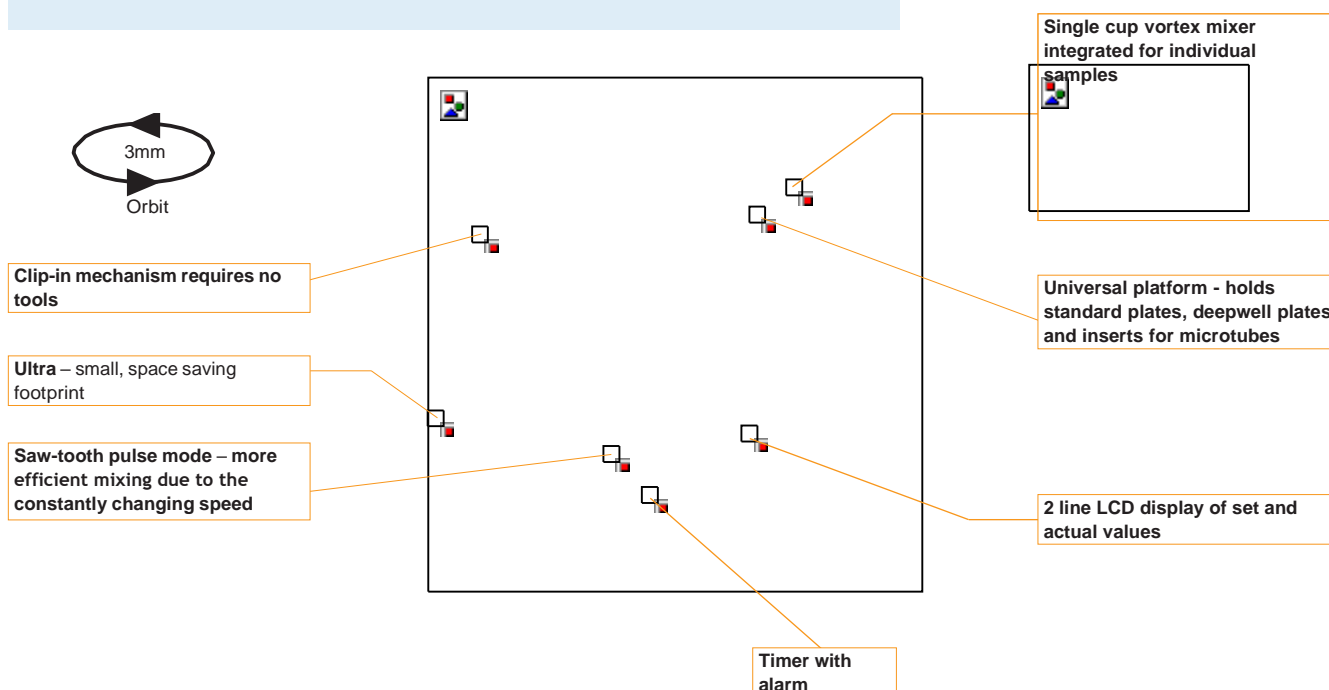 Single cup vortex mixer
integrated for individual
samples
3mm
Orbit
Clip-in mechanism requires no
tools
Universal platform - holds
standard plates, deepwell plates
and inserts for microtubes
Ultra – small, space saving
footprint
Saw-tooth pulse mode – more
efficient mixing due to the
constantly changing speed
2 line LCD display of set and
actual values
Timer with
alarm